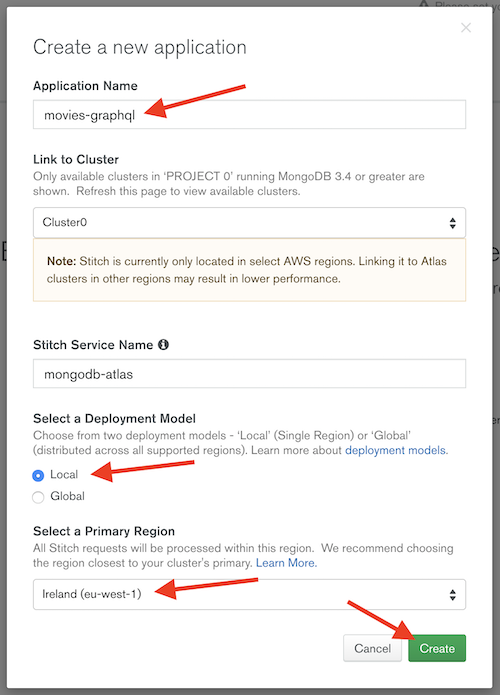 Create a new application
Application Name
movies-graphql
Link to Cluster
Only available clusters in ‘PROJECT 0’ running MongoDB 3.4 or greater are
shown. Refresh this page to view available clusters.
Cluster0
Note: Stitch is currently only located in select AWS regions. Linking it to Atlas
clusters in other regions may result in lower performance.
Stitch Service Name
mongodb-atlas
Select a Deployment Model
Choose from two deployment models - ‘Local’ (Single Region) or ‘Global’
(distributed across all supported regions). Learn more about deployment models.
Local
Global
Select a Primary Region
All Stitch requests will be processed within this region. We recommend choosing
the region closest to your cluster's primary. Learn More.
Ireland (eu-west-1)
Cancel Create